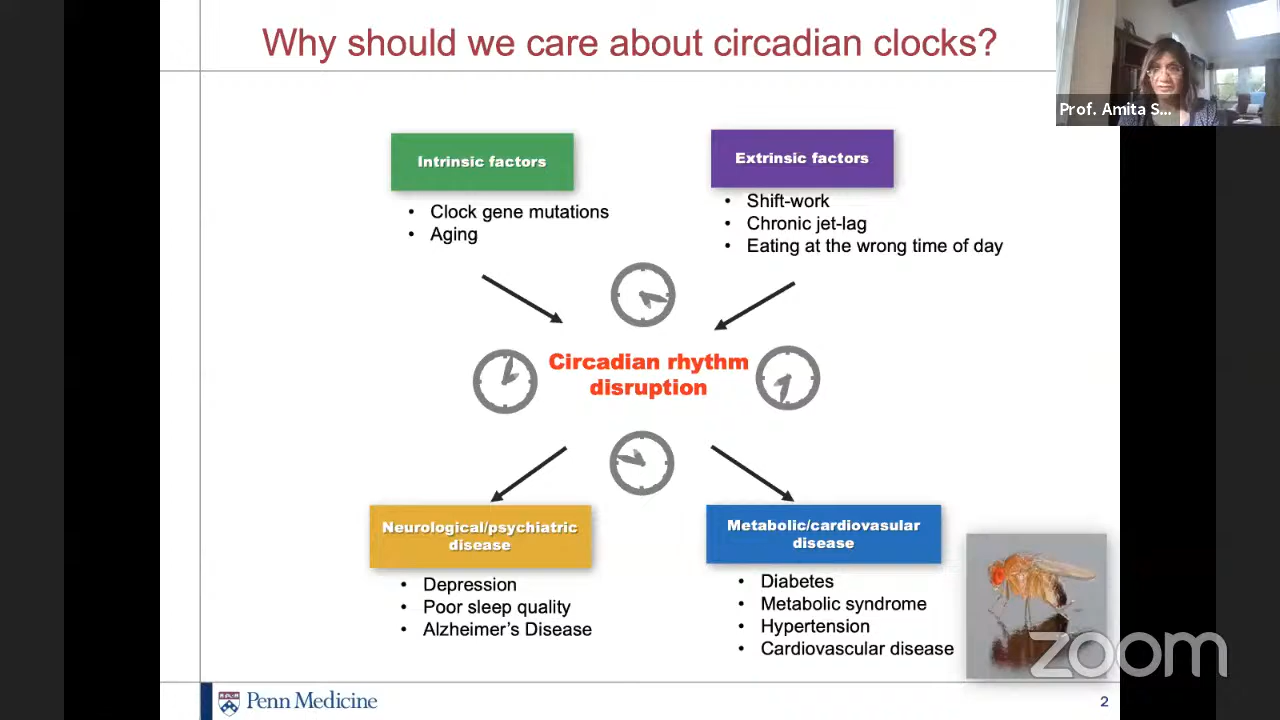 Why should we care about circadian clocks?
Prof. Amita S...
Intrinsic factors
• Clock gene mutations
• Aging
Extrinsic factors
• Shift-work
• Chronic jet-lag
• Eating at the wrong time of day
Circadian rhythm
disruption
Neurological/psychiatric
disease
• Depression
• Poor sleep quality
• Alzheimer's Disease
Metabolic/cardiovasular
disease
• Diabetes
• Metabolic syndrome
• Hypertension
• Cardiovascular disease
zoom
Penn Medicine
2